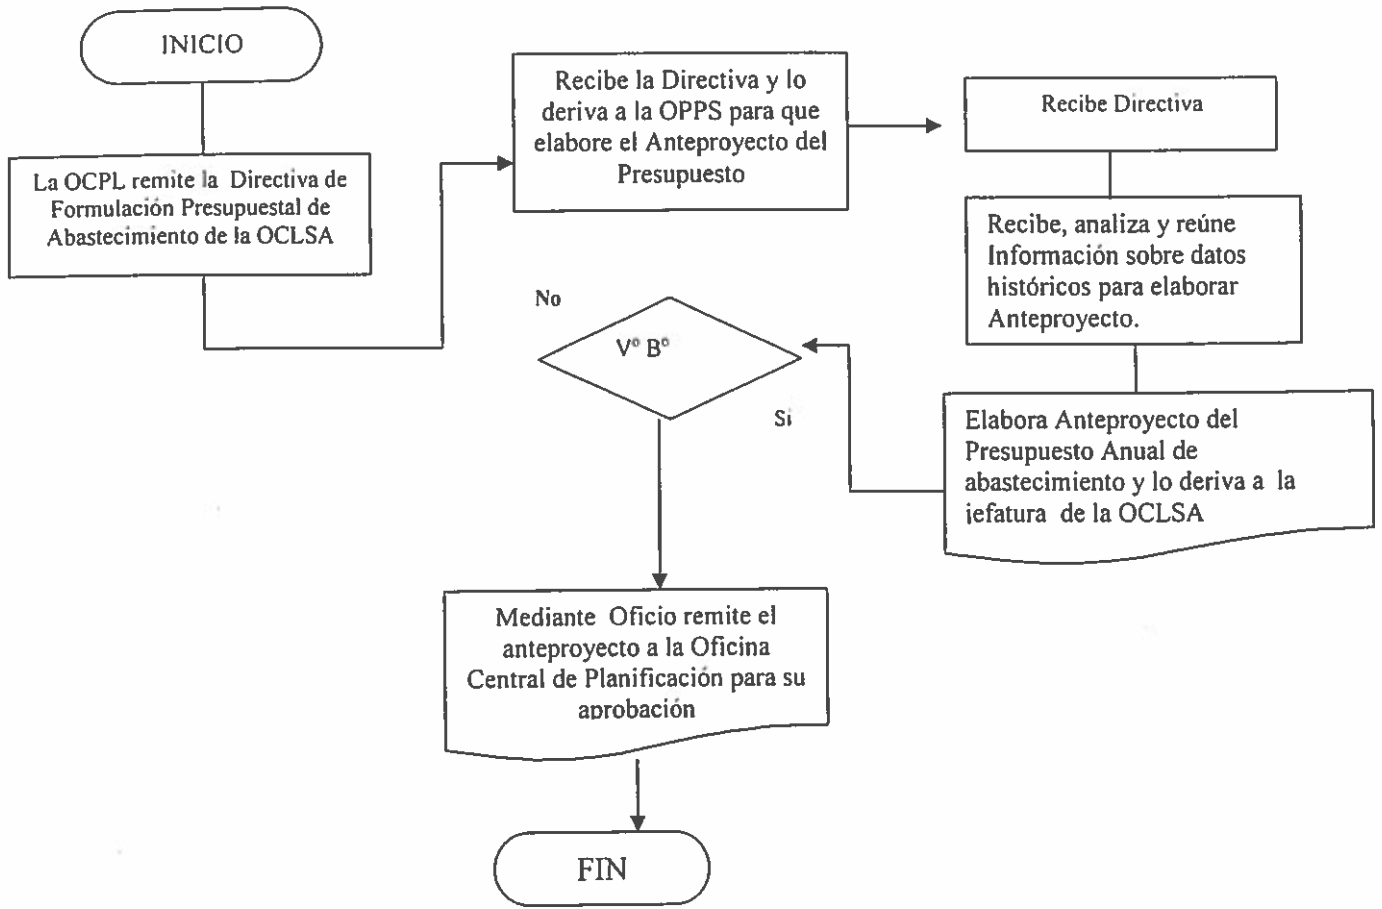 INICIO
La OCPL remite la Directiva de
Formulación Presupuestal de
Abastecimiento de la OCLSA
Recibe la Directiva y lo
deriva a la OPPS para que
elabore el Anteproyecto del
Presupuesto
Recibe Directiva
Recibe, analiza y reúne
Información sobre datos
históricos para elaborar
Anteproyecto.
Elabora Anteproyecto del
Presupuesto Anual de
abastecimiento y lo deriva a la
jefatura de la OCLSA
No
V° B°
Si
Mediante Oficio remite el
anteproyecto a la Oficina
Central de Planificación para su
aprobación
FIN